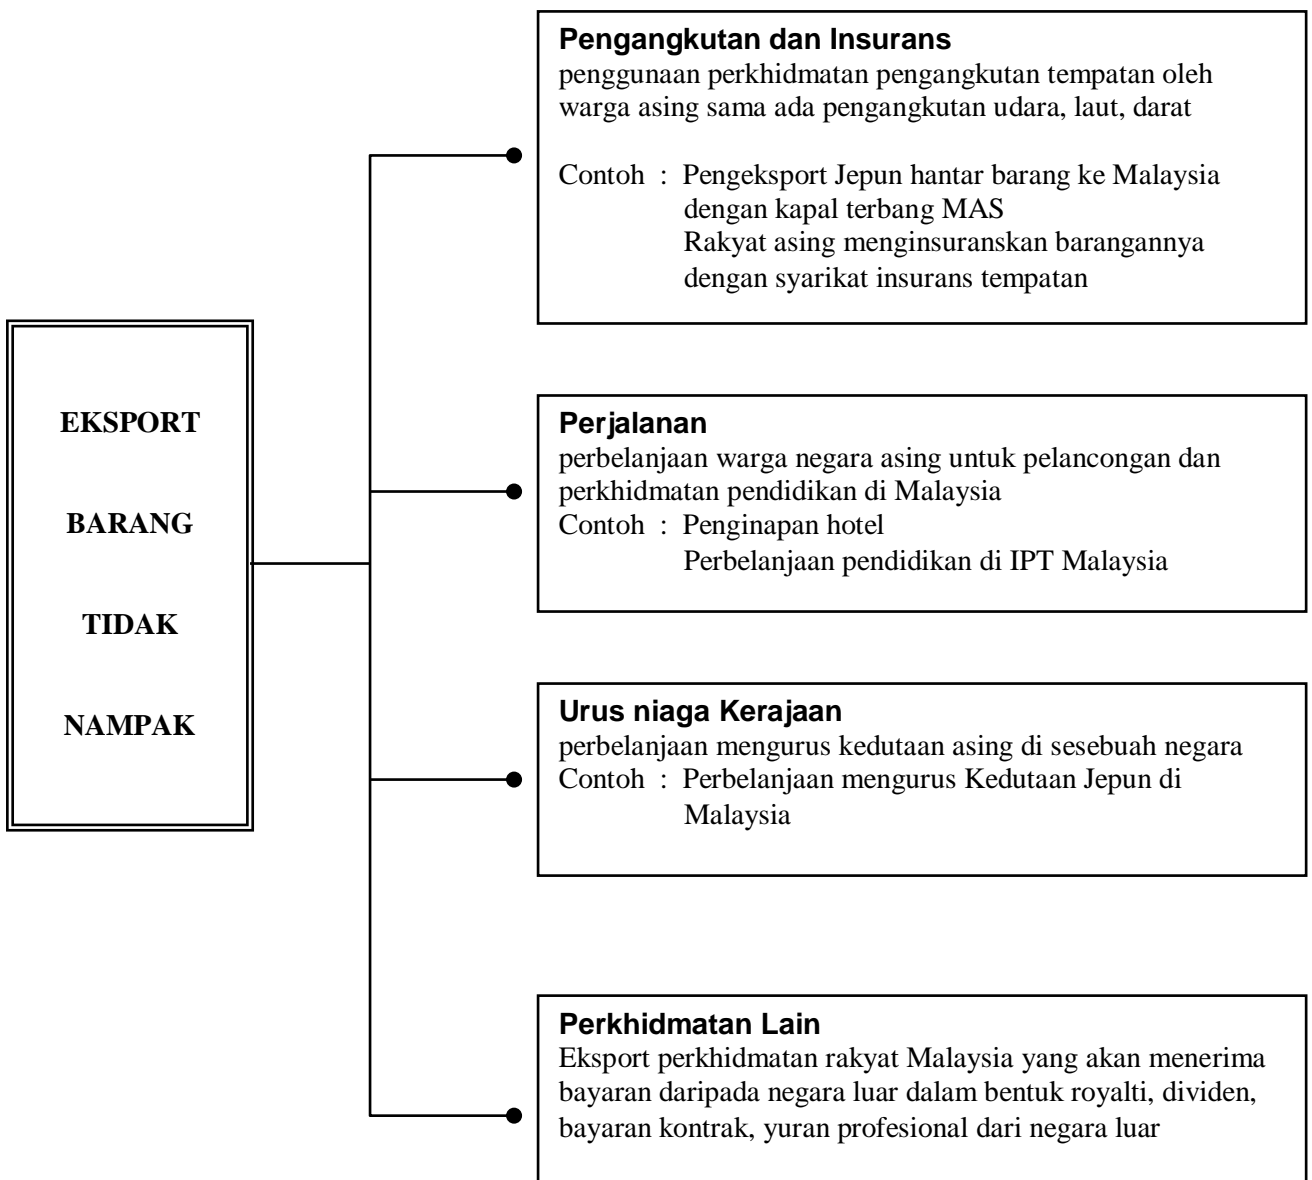 Pengangkutan dan Insurans
penggunaan perkhidmatan pengangkutan tempatan oleh
warga asing sama ada pengangkutan udara, laut, darat
Contoh : Pengeksport Jepun hantar barang ke Malaysia
dengan kapal terbang MAS
Rakyat asing menginsuranskan barangannya
dengan syarikat insurans tempatan
EKSPORT
BARANG
TIDAK
NAMPAK
Perjalanan
perbelanjaan warga negara asing untuk pelancongan dan
perkhidmatan pendidikan di Malaysia
Contoh : Penginapan hotel
Perbelanjaan pendidikan di IPT Malaysia
Urus niaga Kerajaan
perbelanjaan mengurus kedutaan asing di sesebuah negara
Contoh : Perbelanjaan mengurus Kedutaan Jepun di
Malaysia
Perkhidmatan Lain
Eksport perkhidmatan rakyat Malaysia yang akan menerima
bayaran daripada negara luar dalam bentuk royalti, dividen,
bayaran kontrak, yuran profesional dari negara luar